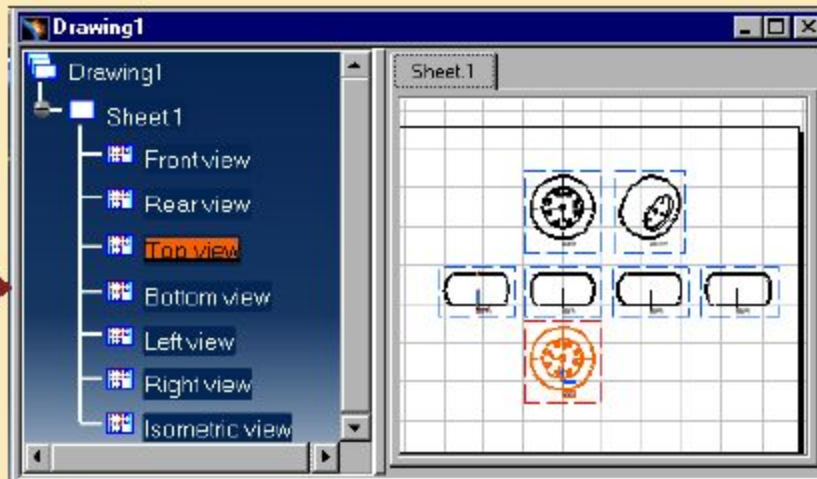 Drawing1
Drawing1
Sheet.1
Sheet1
Front view
Rear view
Top view
Bottom view
Left view
Right view
Isometric view